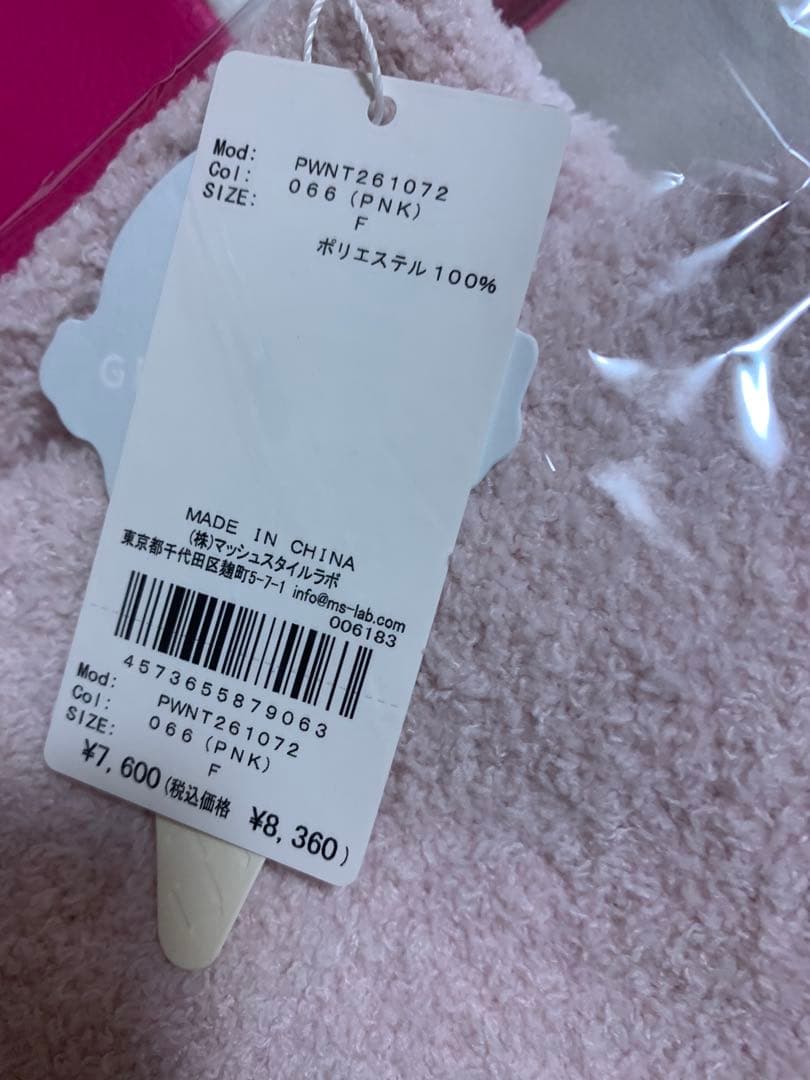 Mod: PWNT261072
Col: 066 (PNK)
SIZE: F
ポリエステル100%
MADE IN CHINA
(株)マッシュスタイルラボ
東京都千代田区麹町5-7-1 info@ms-lab.com
006183
4573655879063
Mod: PWNT261072
Col: 066 (PNK)
SIZE: F
¥7,600(税込価格 ¥8,360)